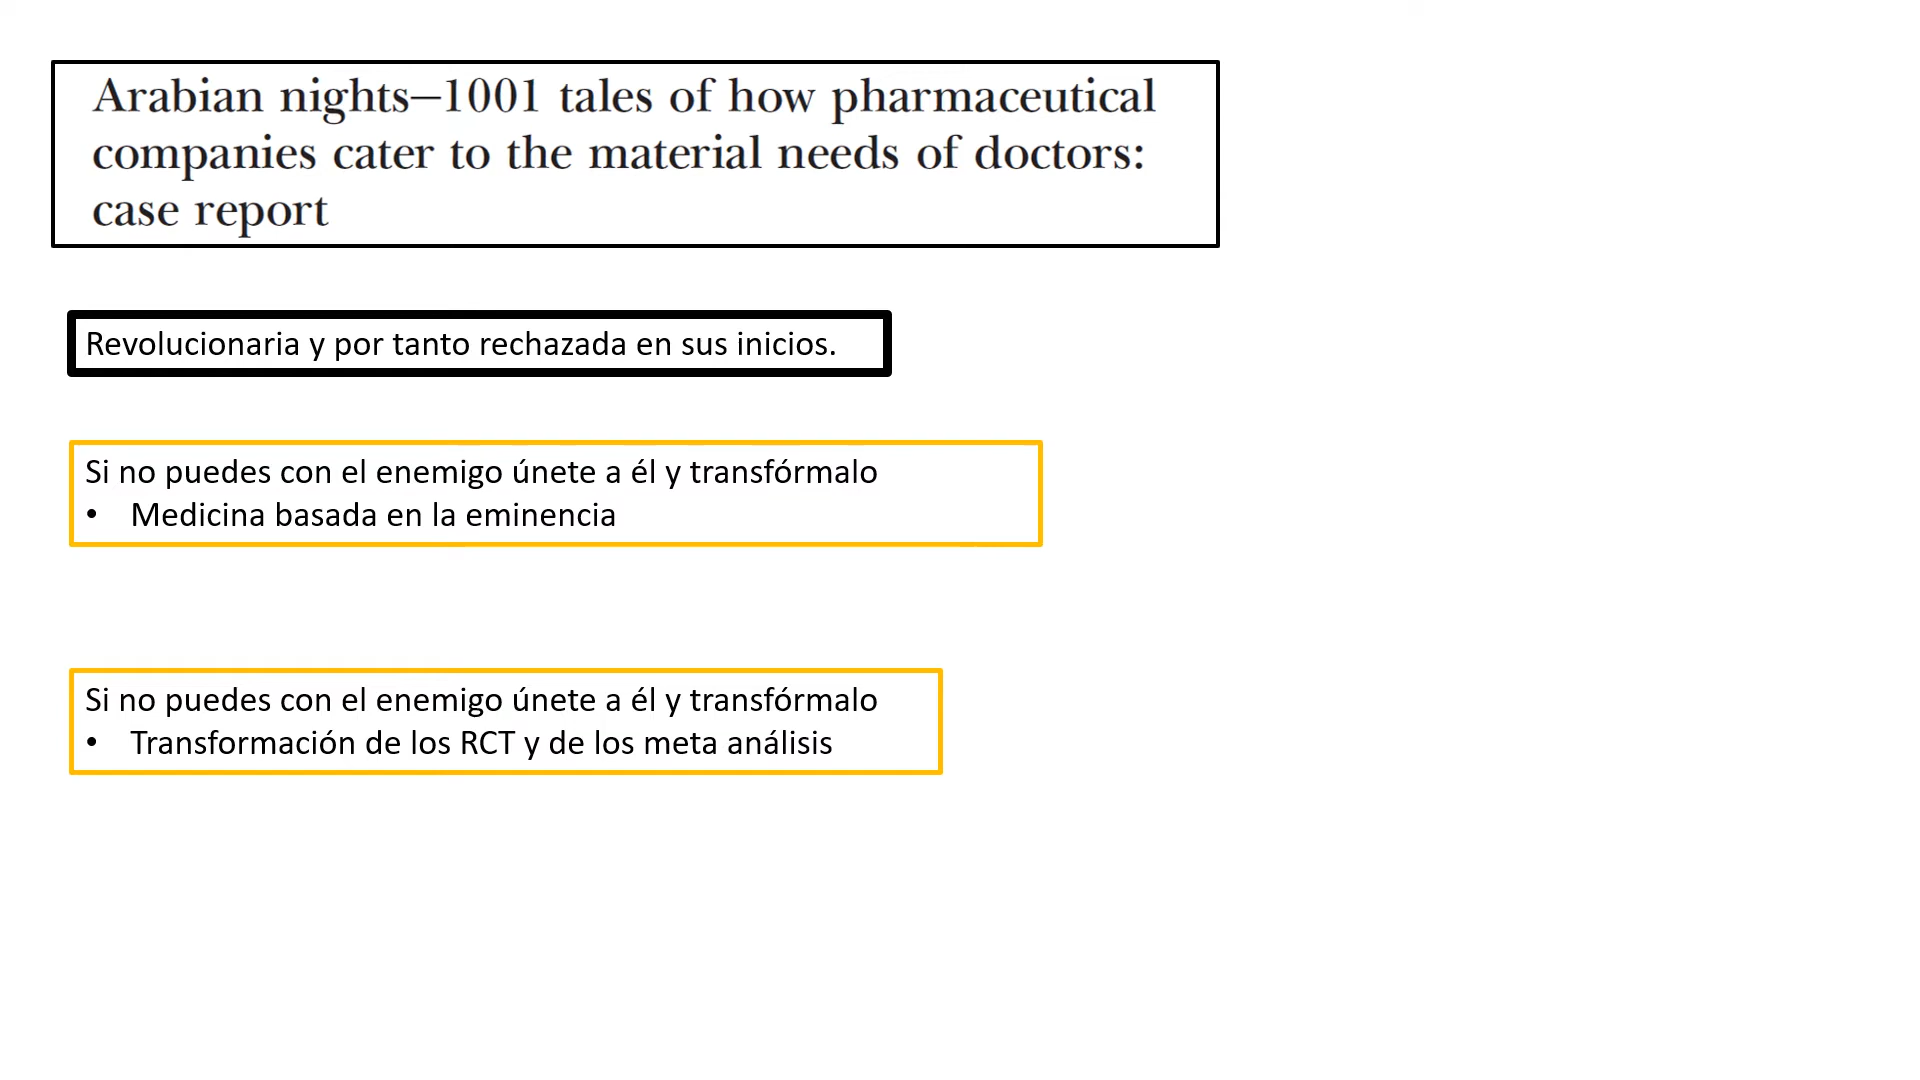 Arabian nights—1001 tales of how pharmaceutical
companies cater to the material needs of doctors:
case report
Revolucionaria y por tanto rechazada en sus inicios.
Si no puedes con el enemigo únete a él y transfórmalo
• Medicina basada en la eminencia
Si no puedes con el enemigo únete a él y transfórmalo
• Transformación de los RCT y de los meta análisis